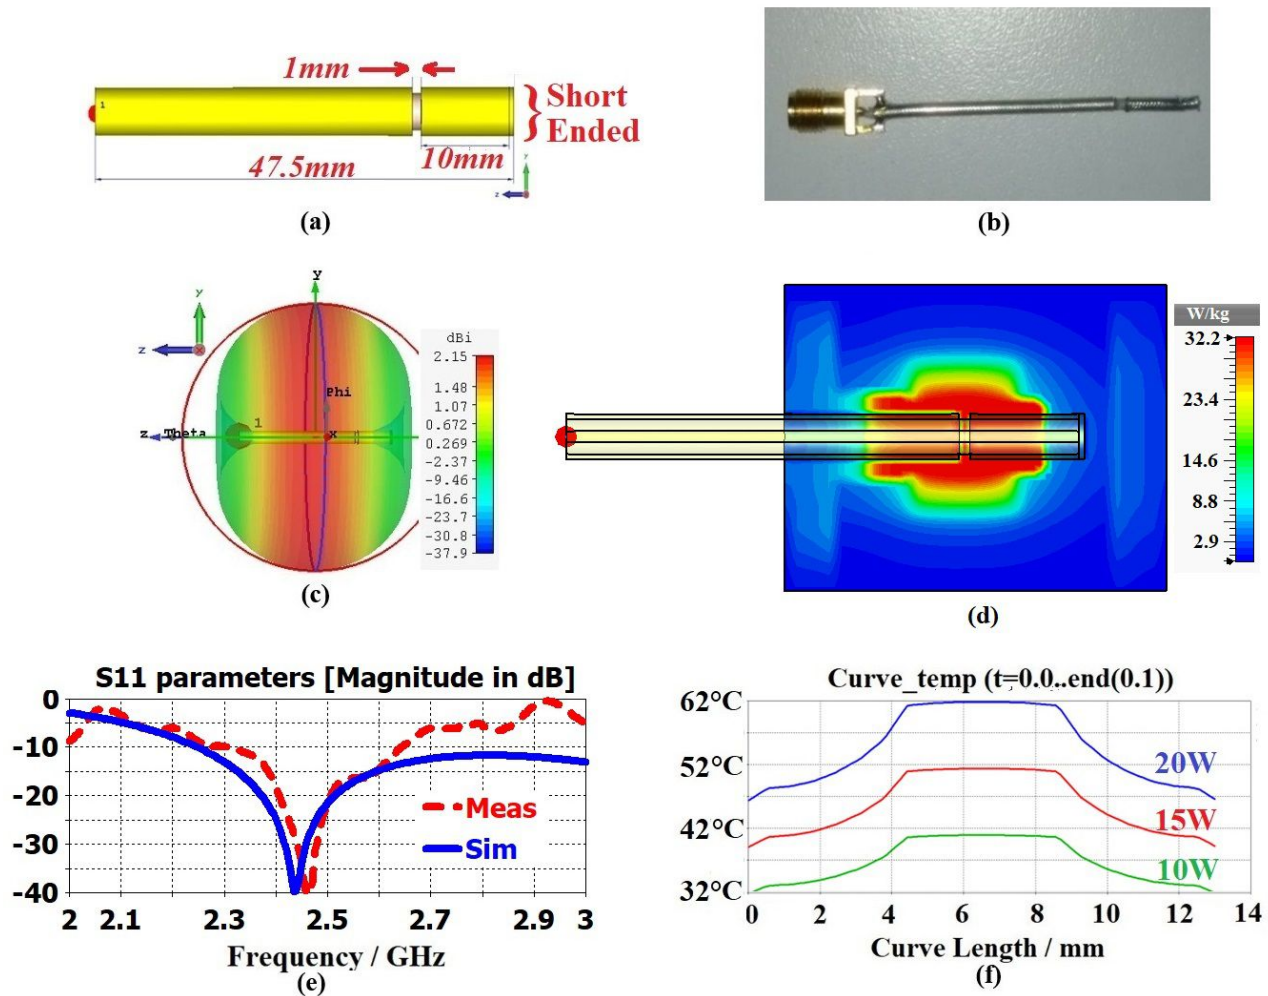 1mm
Short
Ended
1
10mm
47.5mm
y
z
(a)
(b)
y
y
z
dBi
2.15
1.48
1.07
0.672
0.269
-2.37
-9.46
-16.6
-23.7
-30.8
-37.9
Phi
1
z Theta
x
(c)
W/kg
32.2
23.4
14.6
8.8
2.9
(d)
S11 parameters [Magnitude in dB]
0
-10
-20
-30
-40
Meas
Sim
2 2.1 2.3 2.5 2.7 2.9 3
Frequency / GHz
(e)
Curve_temp (t=0.0..end(0.1))
62°C
52°C
42°C
32°C
20W
15W
10W
0 2 4 6 8 10 12 14
Curve Length / mm
(f)